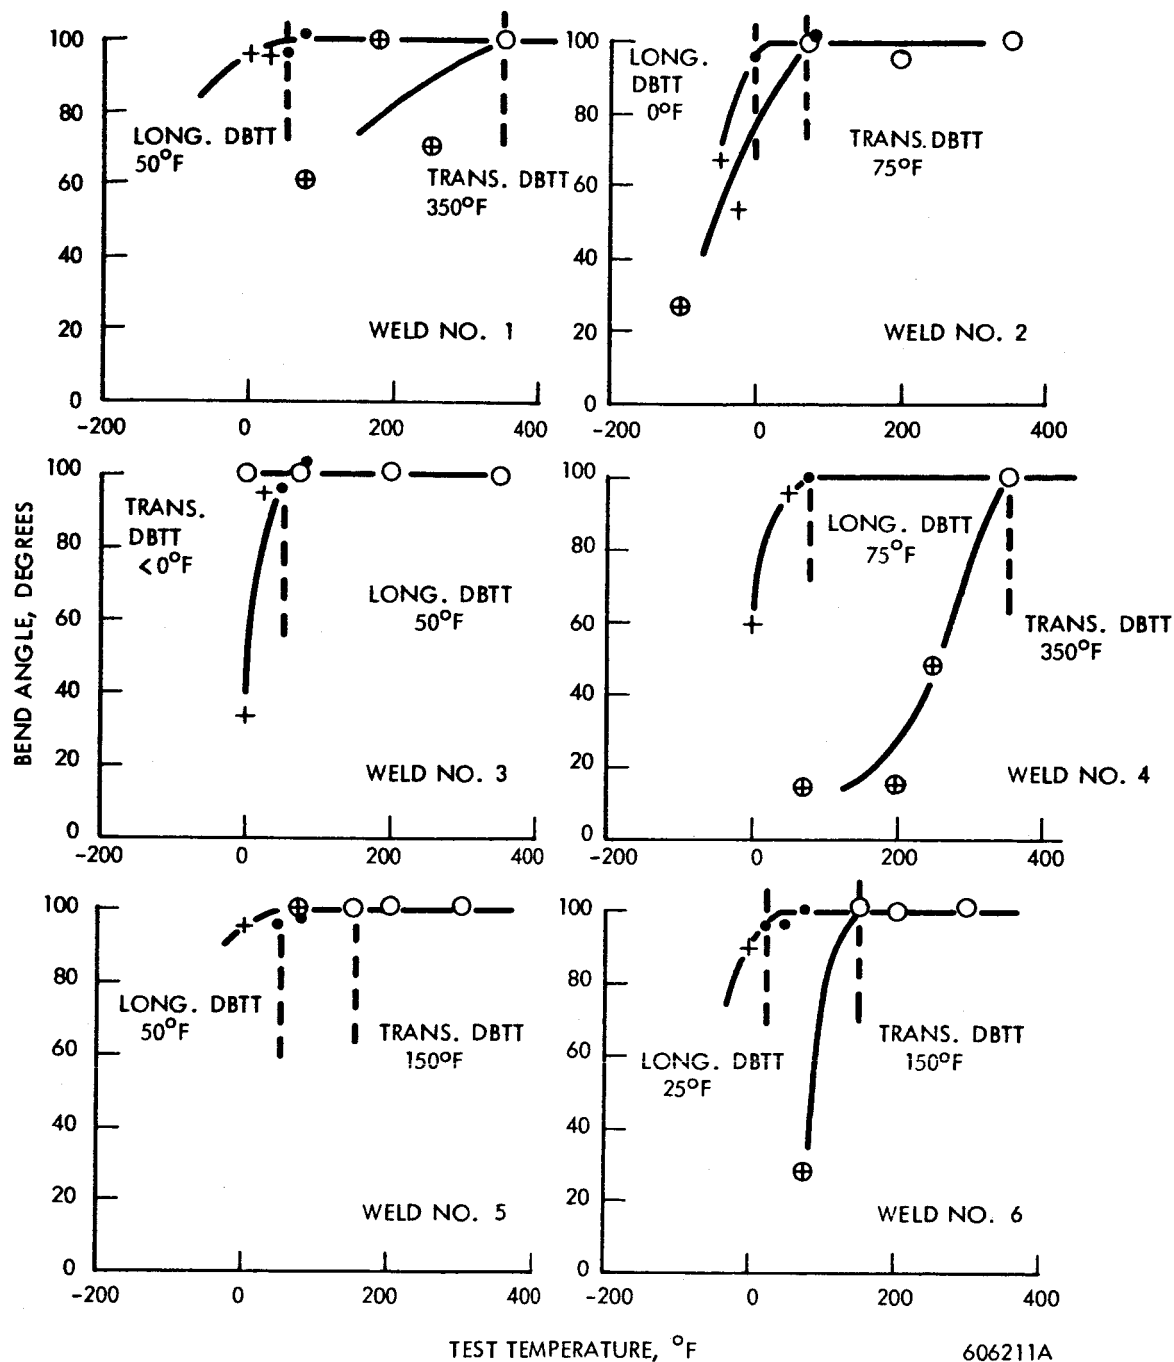 100
80
60
40
20
0
LONG. DBTT
50°F
TRANS. DBTT
350°F
WELD NO. 1
-200
0
200
400
100
80
60
40
20
0
LONG.
DBTT
0°F
TRANS. DBTT
75°F
WELD NO. 2
-200
0
200
400
BEND ANGLE, DEGREES
100
80
60
40
20
0
TRANS.
DBTT
<0°F
LONG. DBTT
50°F
WELD NO. 3
-200
0
200
400
100
80
60
40
20
0
LONG. DBTT
75°F
TRANS. DBTT
350°F
WELD NO. 4
-200
0
200
400
100
80
60
40
20
0
LONG. DBTT
50°F
TRANS. DBTT
150°F
WELD NO. 5
-200
0
200
400
100
80
60
40
20
0
LONG. DBTT
25°F
TRANS. DBTT
150°F
WELD NO. 6
-200
0
200
400
TEST TEMPERATURE, °F
606211A